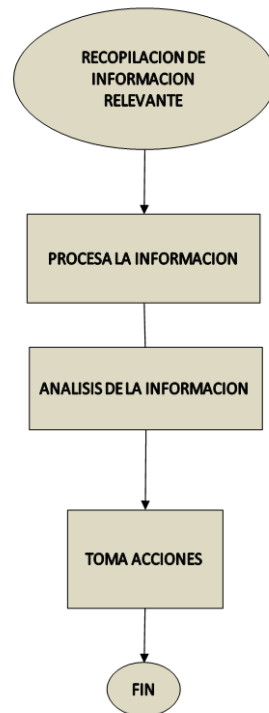 RECOPILACION DE
INFORMACION
RELEVANTE
PROCESA LA INFORMACION
ANALISIS DE LA INFORMACION
TOMA ACCIONES
FIN